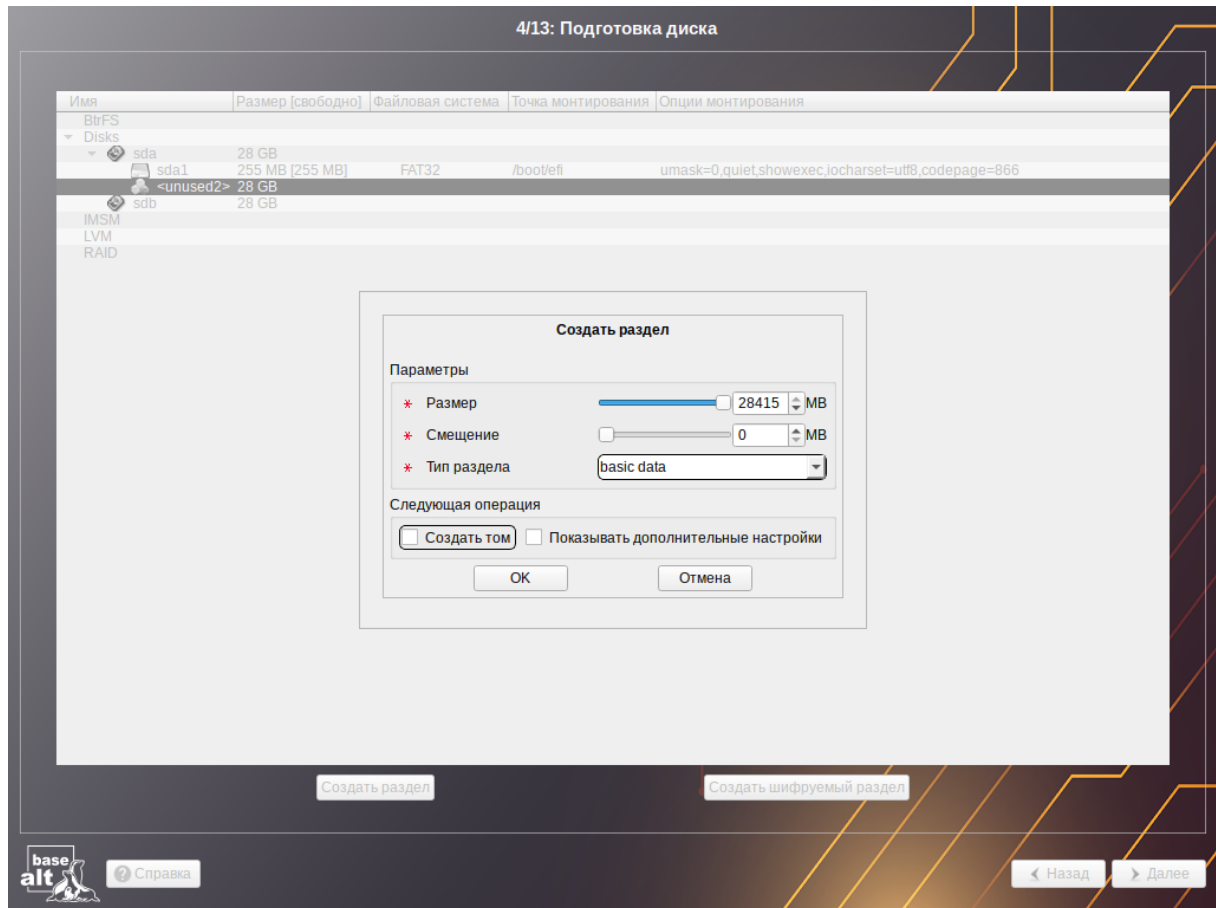 4/13: Подготовка диска
Имя Размер [свободно] Файловая система Точка монтирования Опции монтирования
BtrFS
Disks
sda 28 GB
sda1 255 MB [255 MB] FAT32 /boot/efi umask=0,quiet,showexec,iocharset=utf8,codepage=866
<unused2> 28 GB
sdb 28 GB
IMSM
LVM
RAID
Создать раздел
Параметры
* Размер 28415 MB
* Смещение 0 MB
* Тип раздела basic data
Следующая операция
Создать том Показывать дополнительные настройки
OK Отмена
Создать раздел Создать шифруемый раздел
base
alt
? Справка Назад Далее